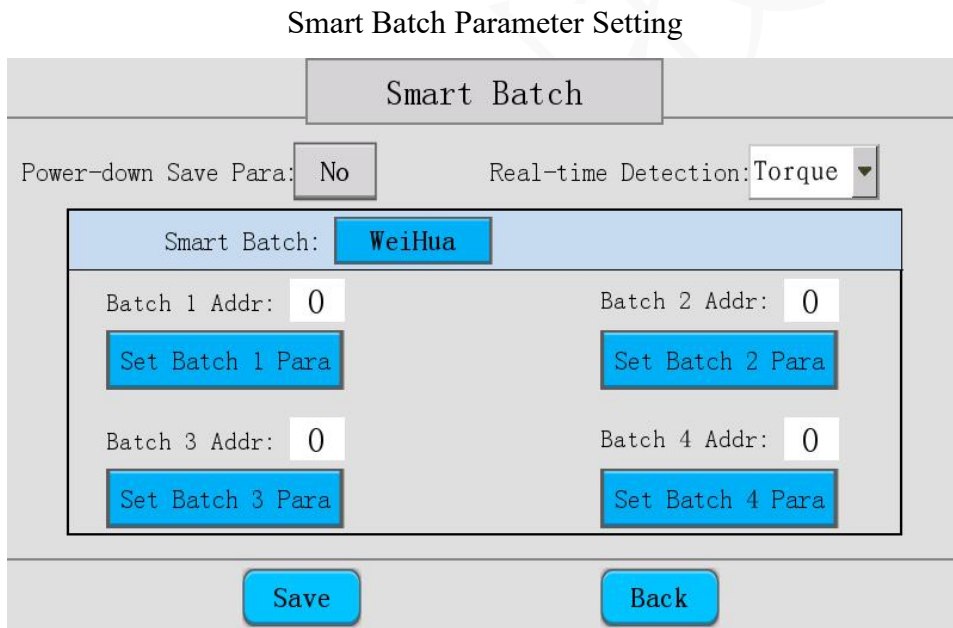 Smart Batch Parameter Setting
Smart Batch
Power-down Save Para: No Real-time Detection: Torque
Smart Batch: WeiHua
Batch 1 Addr: 0 Batch 2 Addr: 0
Set Batch 1 Para Set Batch 2 Para
Batch 3 Addr: 0 Batch 4 Addr: 0
Set Batch 3 Para Set Batch 4 Para
Save Back